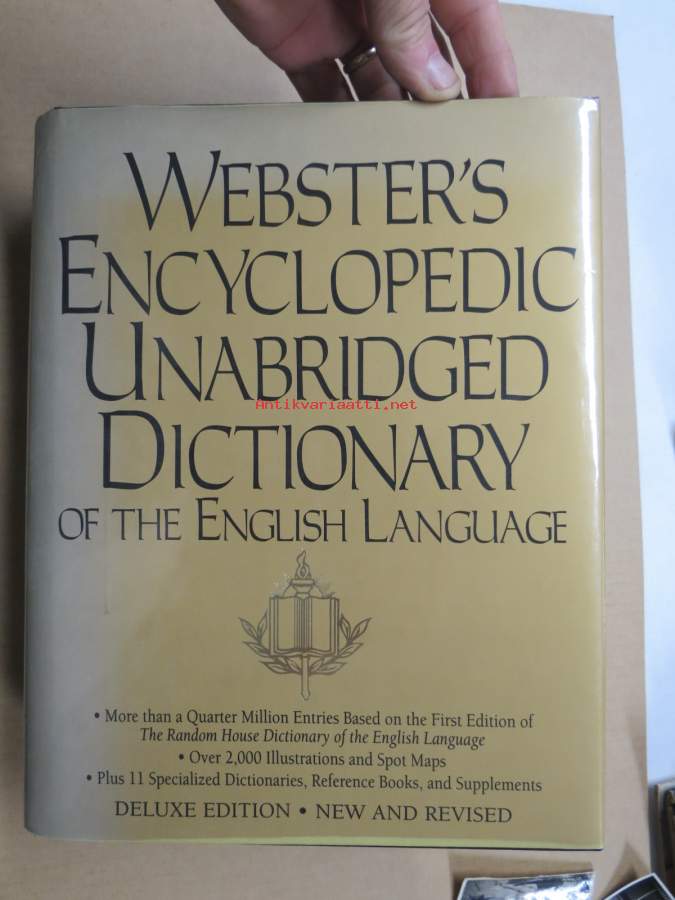 WEBSTER'S
ENCYCLOPEDIC
UNABRIDGED
Antikvariaatti.net
DICTIONARY
OF THE ENGLISH LANGUAGE
• More than a Quarter Million Entries Based on the First Edition of
The Random House Dictionary of the English Language
• Over 2,000 Illustrations and Spot Maps
• Plus 11 Specialized Dictionaries, Reference Books, and Supplements
DELUXE EDITION • NEW AND REVISED